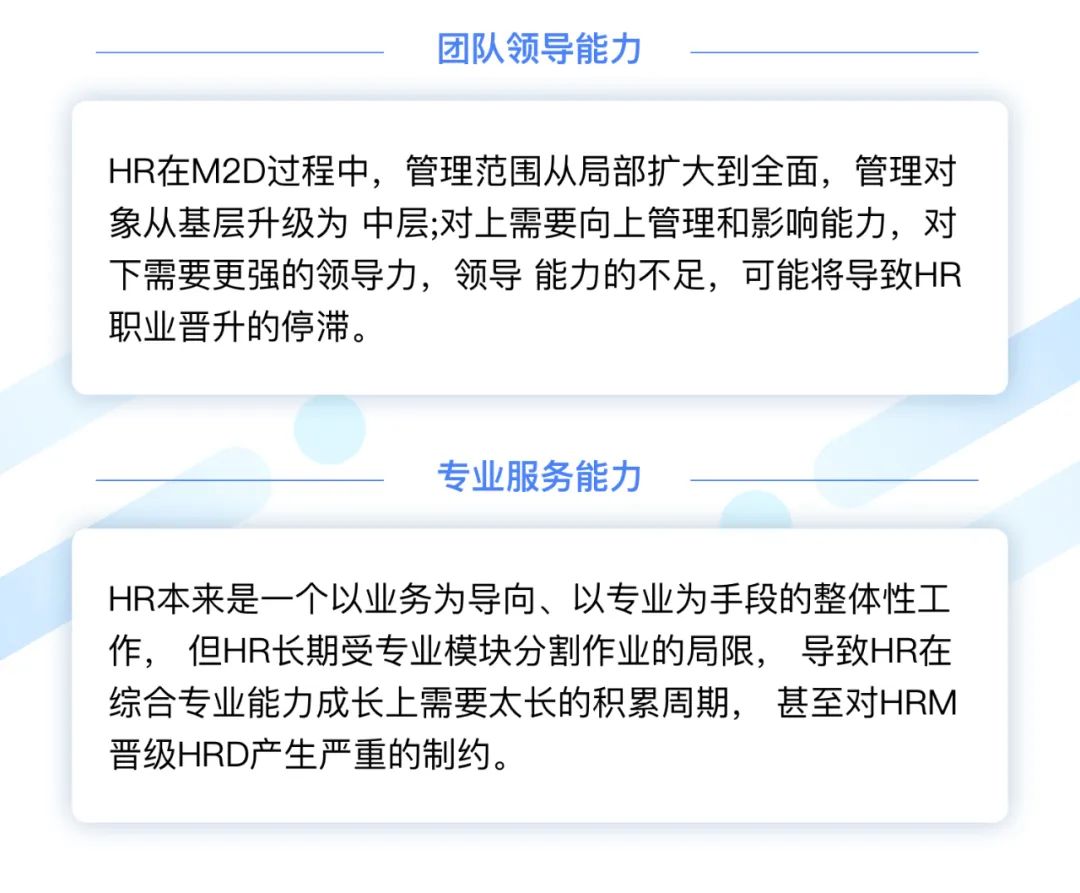 团队领导能力
HR在M2D过程中，管理范围从局部扩大到全面，管理对
象从基层升级为 中层;对上需要向上管理和影响能力，对
下需要更强的领导力，领导 能力的不足，可能将导致HR
职业晋升的停滞。
专业服务能力
HR本来是一个以业务为导向、以专业为手段的整体性工
作， 但HR长期受专业模块分割作业的局限， 导致HR在
综合专业能力成长上需要太长的积累周期， 甚至对HRM
晋级HRD产生严重的制约。